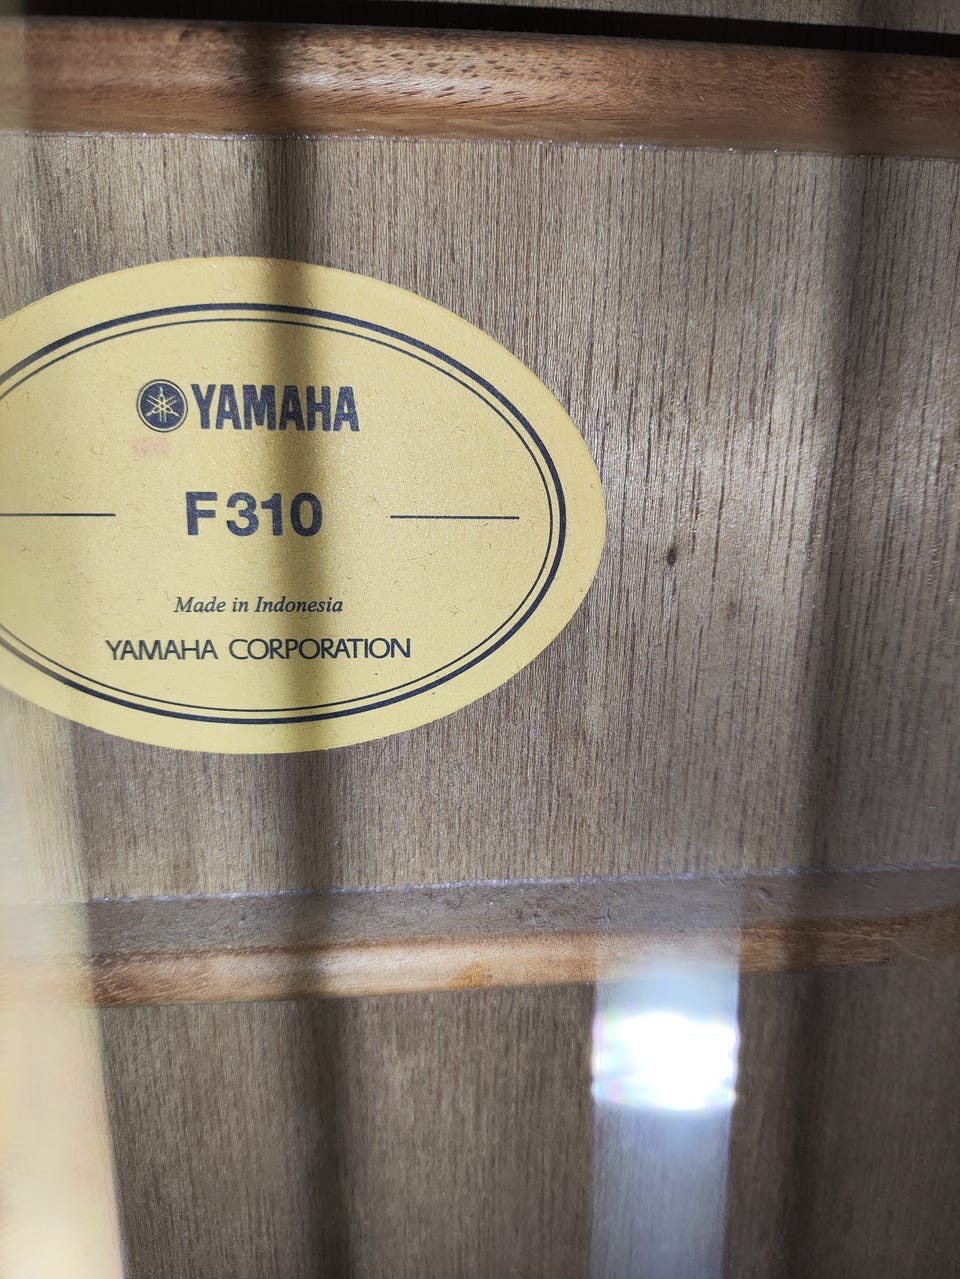 YAMAHA
F310
Made in Indonesia
YAMAHA CORPORATION